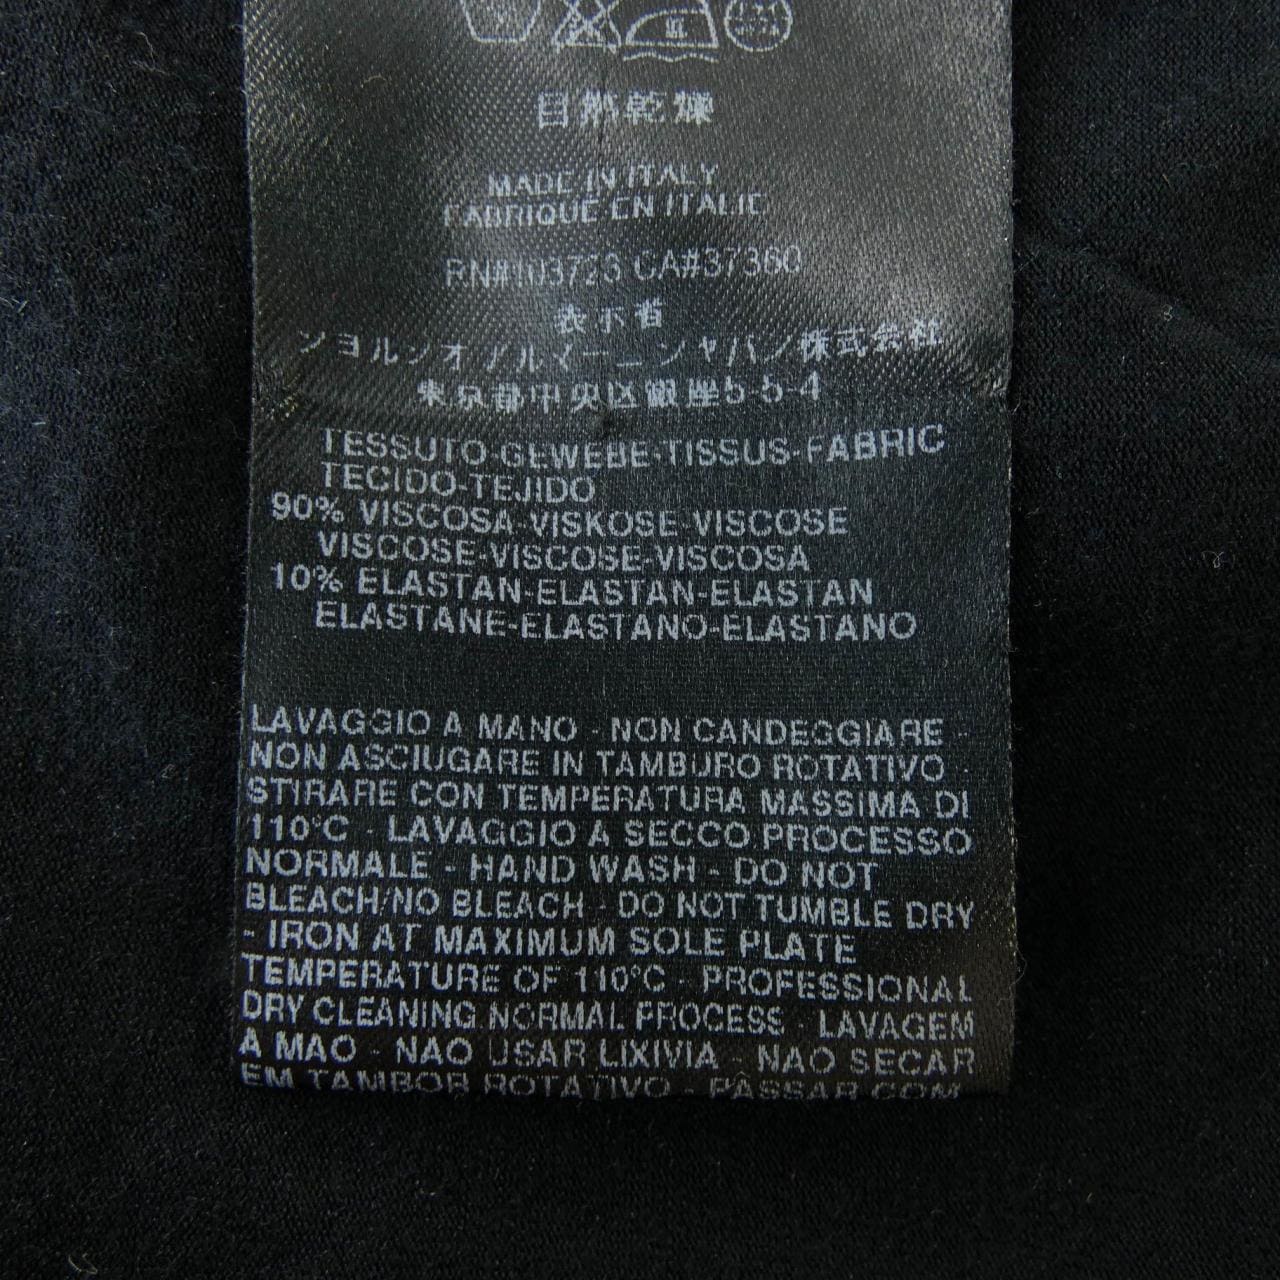 自然乾燥
MADE IN ITALY
FABRIQUE EN ITALIE
RN#103723 CA#37360
表示者
ジョルジオ アルマーニ ジャパン株式会社
東京都中央区銀座5-5-4
TESSUTO-GEWEBE-TISSUS-FABRIC
TECIDO-TEJIDO
90% VISCOSA-VISKOSE-VISCOSE
VISCOSE-VISCOSE-VISCOSA
10% ELASTAN-ELASTAN-ELASTAN
ELASTANE-ELASTANO-ELASTANO
LAVAGGIO A MANO - NON CANDEGGIARE -
NON ASCIUGARE IN TAMBURO ROTATIVO -
STIRARE CON TEMPERATURA MASSIMA DI
110°C - LAVAGGIO A SECCO PROCESSO
NORMALE - HAND WASH - DO NOT
BLEACH/NO BLEACH - DO NOT TUMBLE DRY
- IRON AT MAXIMUM SOLE PLATE
TEMPERATURE OF 110°C - PROFESSIONAL
DRY CLEANING NORMAL PROCESS - LAVAGEM
A MAO - NAO USAR LIXIVIA - NAO SECAR
EM TAMBOR ROTATIVO - PASSAR COM